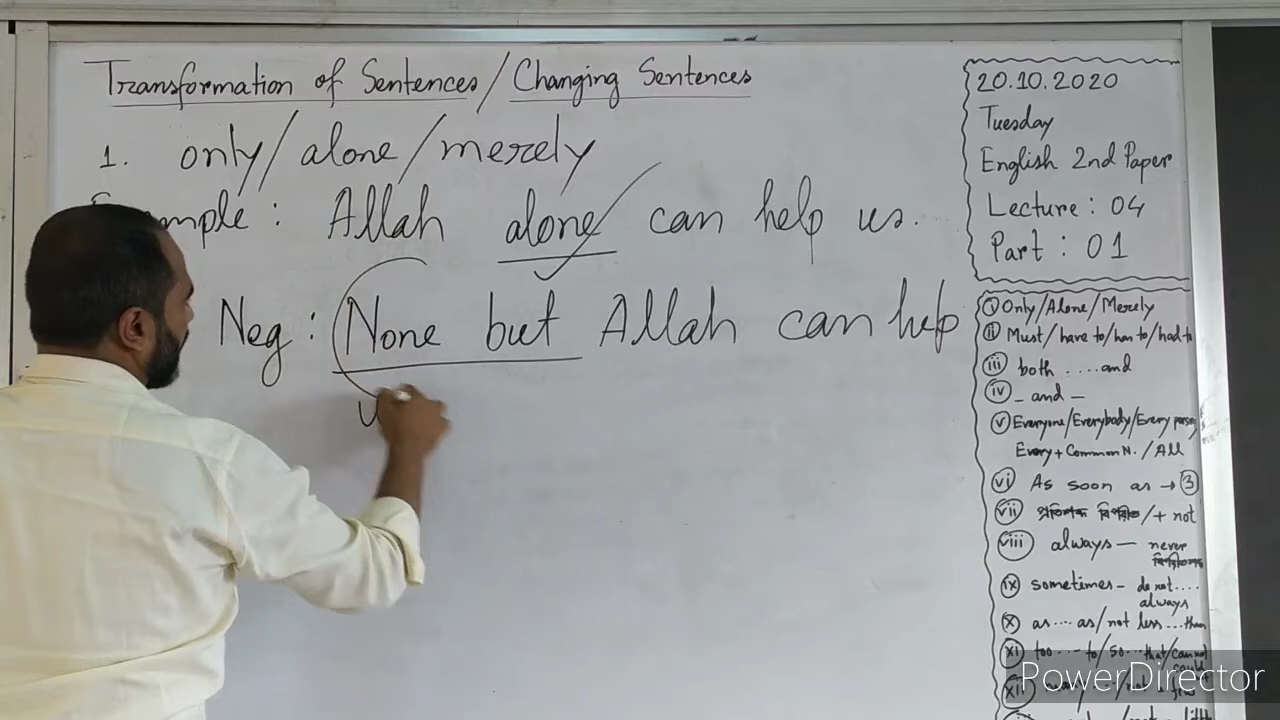 Transformation of Sentences / Changing Sentences
1. only / alone / merely
Example : Allah alone can help us.
Neg : None but Allah can help
20.10.2020
Tuesday
English 2nd Paper
Lecture : 04
Part : 01
(i) Only/Alone/Merely
(ii) Must/have to/has to/had to
(iii) both ....and
(iv) _ and _
(v) Everyone/Everybody/Every person
Every + Common N. / All
(vi) As soon as → 3
(vii) /+ not
(viii) always — never
(ix) sometimes - do not ....
always
(x) as ... as/not less ... than
(xi) too ... to/so ... that/cannot
could
(xii)
PowerDirector